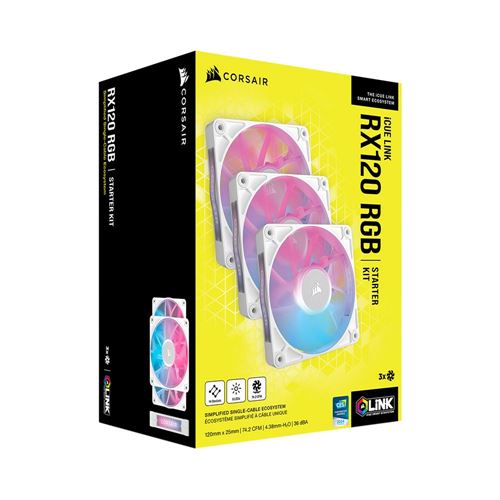 CORSAIR
THE iCUE LINK
SMART ECOSYSTEM
iCUE LINK
RX120 RGB
STARTER
KIT
3x
SIMPLIFIED SINGLE-CABLE ECOSYSTEM
ÉCOSYSTÈME SIMPLIFIÉ À CÂBLE UNIQUE
120mm x 25mm | 74.2 CFM | 4.38mm-H₂O | 36 dBA
LINK
CORSAIR
RX120 RGB
STARTER KIT
3x
LINK